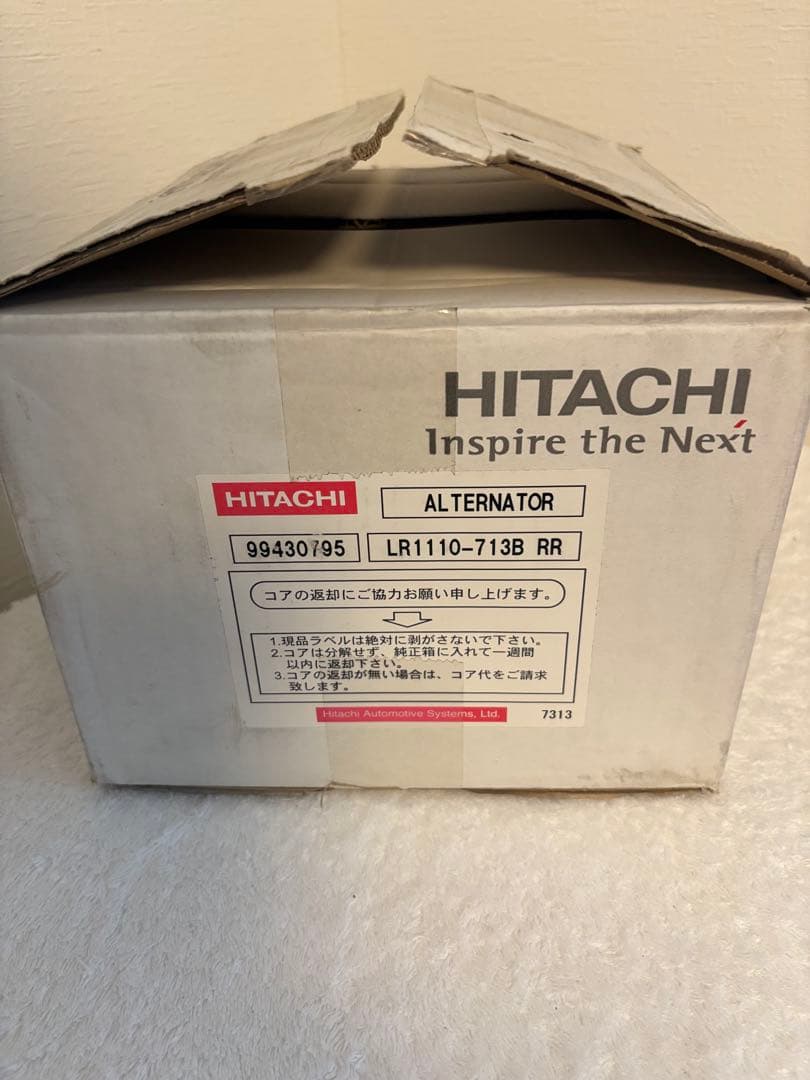 HITACHI
Inspire the Next
HITACHI
ALTERNATOR
99430795
LR1110-713B RR
コアの返却にご協力お願い申し上げます。
1.現品ラベルは絶対に剥がさないで下さい。
2.コアは分解せず、純正箱に入れて一週間
以内に返却下さい。
3.コアの返却が無い場合は、コア代をご請求
致します。
Hitachi Automotive Systems, Ltd.
7313